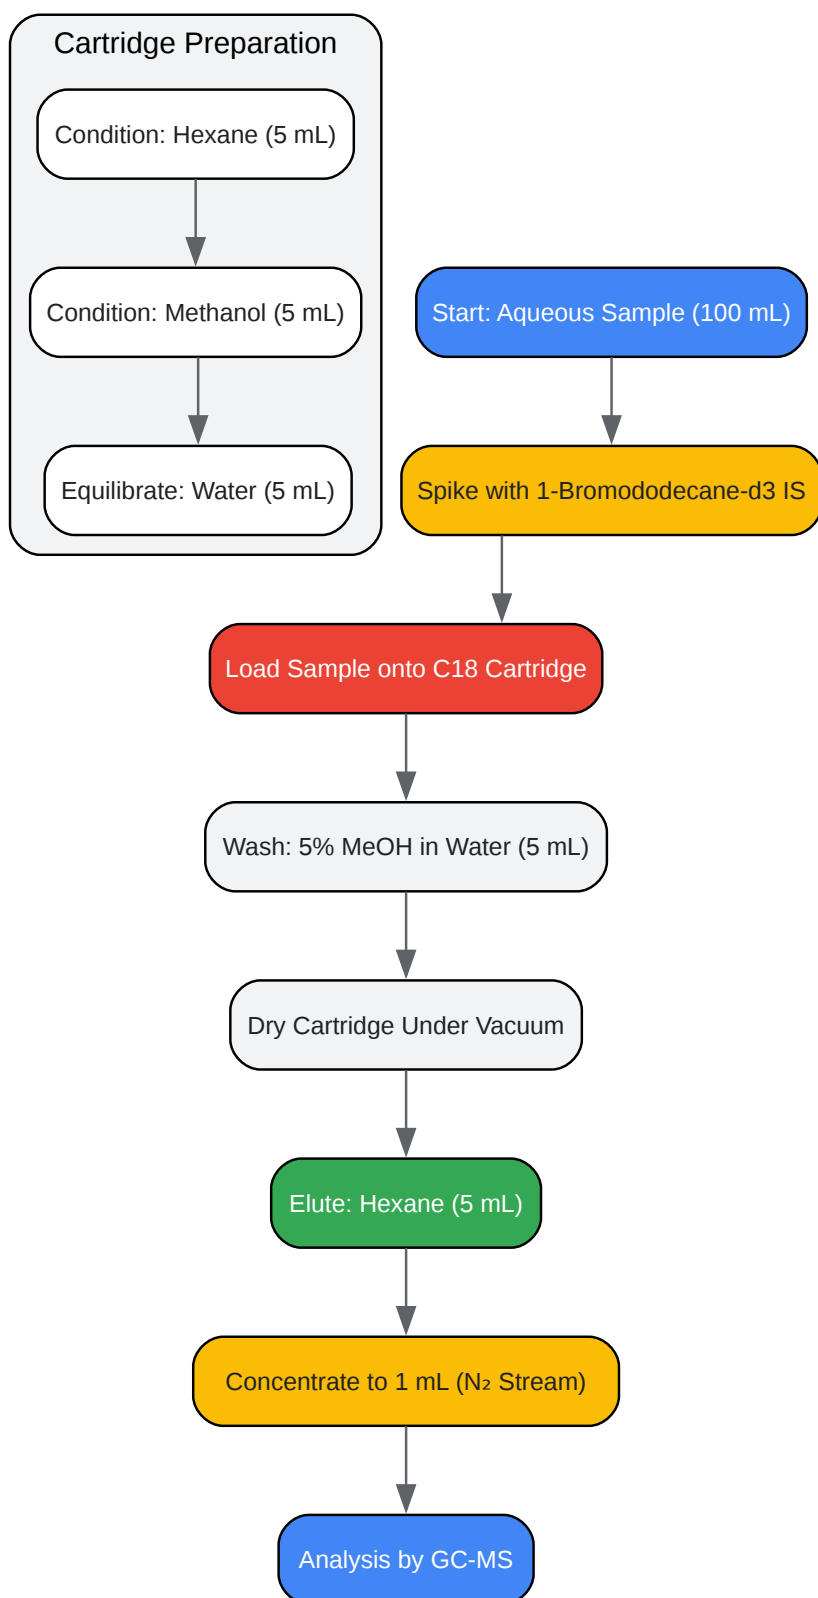 Cartridge Preparation
Condition: Hexane (5 mL)
Condition: Methanol (5 mL)
Equilibrate: Water (5 mL)
Start: Aqueous Sample (100 mL)
Spike with 1-Bromododecane-d3 IS
Load Sample onto C18 Cartridge
Wash: 5% MeOH in Water (5 mL)
Dry Cartridge Under Vacuum
Elute: Hexane (5 mL)
Concentrate to 1 mL (N₂ Stream)
Analysis by GC-MS